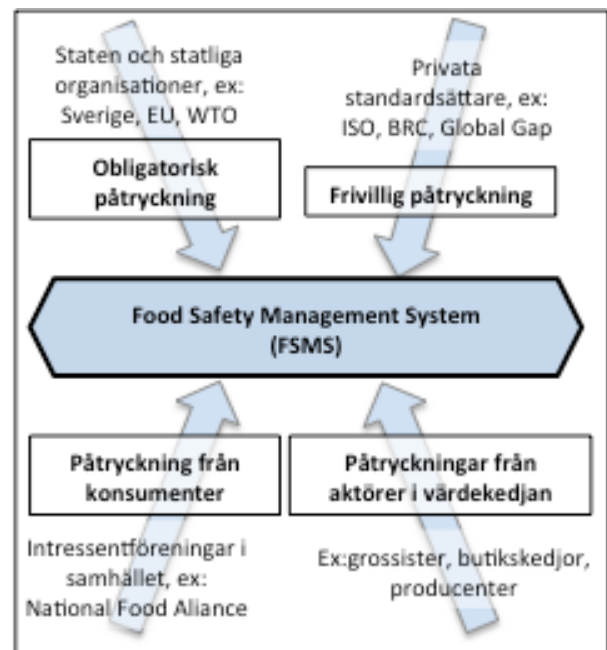 Staten och statliga
organisationer, ex:
Sverige, EU, WTO
Obligatorisk
påtryckning
Privata
standardsättare, ex:
ISO, BRC, Global Gap
Frivillig påtryckning
Food Safety Management System
(FSMS)
Påtryckning från
konsumenter
Intressentföreningar i
samhället, ex:
National Food Aliance
Påtryckningar från
aktörer i värdekedjan
Ex:grossister, butikskedjor,
producenter